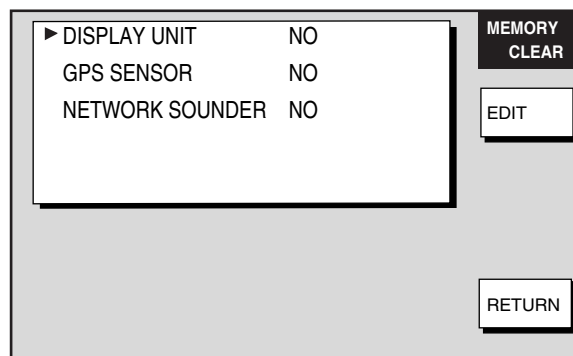 DISPLAY UNIT NO
GPS SENSOR NO
NETWORK SOUNDER NO
MEMORY
CLEAR
EDIT
RETURN